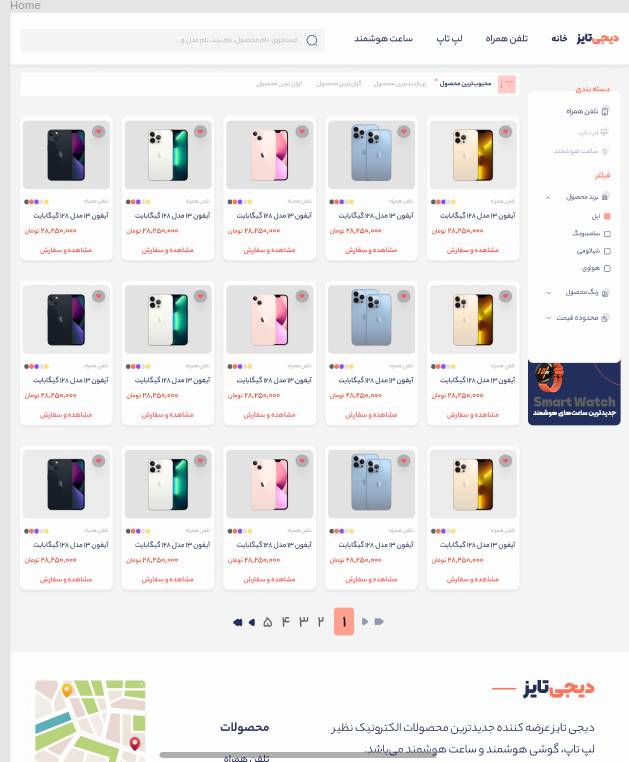 Home
دیجی‌تایز
خانه
تلفن همراه
لپ تاپ
ساعت هوشمند
جستجوی نام محصول، نام برند، نام مدل و...
محبوب‌ترین محصول
پربازدیدترین محصول
گران‌ترین محصول
ارزان ترین محصول
دسته بندی
تلفن همراه
لپ تاپ
ساعت هوشمند
فیلتر
برند محصول
اپل
سامسونگ
شیائومی
هواوی
رنگ محصول
محدوده قیمت
Smart Watch
جدیدترین ساعت‌های هوشمند
تلفن همراه
آیفون ۱۳ مدل ۱۲۸ گیگابایت
۲۸,۲۵۰,۰۰۰ تومان
مشاهده و سفارش
تلفن همراه
آیفون ۱۳ مدل ۱۲۸ گیگابایت
۲۸,۲۵۰,۰۰۰ تومان
مشاهده و سفارش
تلفن همراه
آیفون ۱۳ مدل ۱۲۸ گیگابایت
۲۸,۲۵۰,۰۰۰ تومان
مشاهده و سفارش
تلفن همراه
آیفون ۱۳ مدل ۱۲۸ گیگابایت
۲۸,۲۵۰,۰۰۰ تومان
مشاهده و سفارش
تلفن همراه
آیفون ۱۳ مدل ۱۲۸ گیگابایت
۲۸,۲۵۰,۰۰۰ تومان
مشاهده و سفارش
تلفن همراه
آیفون ۱۳ مدل ۱۲۸ گیگابایت
۲۸,۲۵۰,۰۰۰ تومان
مشاهده و سفارش
تلفن همراه
آیفون ۱۳ مدل ۱۲۸ گیگابایت
۲۸,۲۵۰,۰۰۰ تومان
مشاهده و سفارش
تلفن همراه
آیفون ۱۳ مدل ۱۲۸ گیگابایت
۲۸,۲۵۰,۰۰۰ تومان
مشاهده و سفارش
تلفن همراه
آیفون ۱۳ مدل ۱۲۸ گیگابایت
۲۸,۲۵۰,۰۰۰ تومان
مشاهده و سفارش
تلفن همراه
آیفون ۱۳ مدل ۱۲۸ گیگابایت
۲۸,۲۵۰,۰۰۰ تومان
مشاهده و سفارش
تلفن همراه
آیفون ۱۳ مدل ۱۲۸ گیگابایت
۲۸,۲۵۰,۰۰۰ تومان
مشاهده و سفارش
تلفن همراه
آیفون ۱۳ مدل ۱۲۸ گیگابایت
۲۸,۲۵۰,۰۰۰ تومان
مشاهده و سفارش
تلفن همراه
آیفون ۱۳ مدل ۱۲۸ گیگابایت
۲۸,۲۵۰,۰۰۰ تومان
مشاهده و سفارش
تلفن همراه
آیفون ۱۳ مدل ۱۲۸ گیگابایت
۲۸,۲۵۰,۰۰۰ تومان
مشاهده و سفارش
تلفن همراه
آیفون ۱۳ مدل ۱۲۸ گیگابایت
۲۸,۲۵۰,۰۰۰ تومان
مشاهده و سفارش
۱ ۲ ۳ ۴ ۵
دیجی‌تایز
دیجی تایز عرضه کننده جدیدترین محصولات الکترونیک نظیر
لپ تاپ، گوشی هوشمند و ساعت هوشمند می‌باشد.
محصولات
تلفن همراه